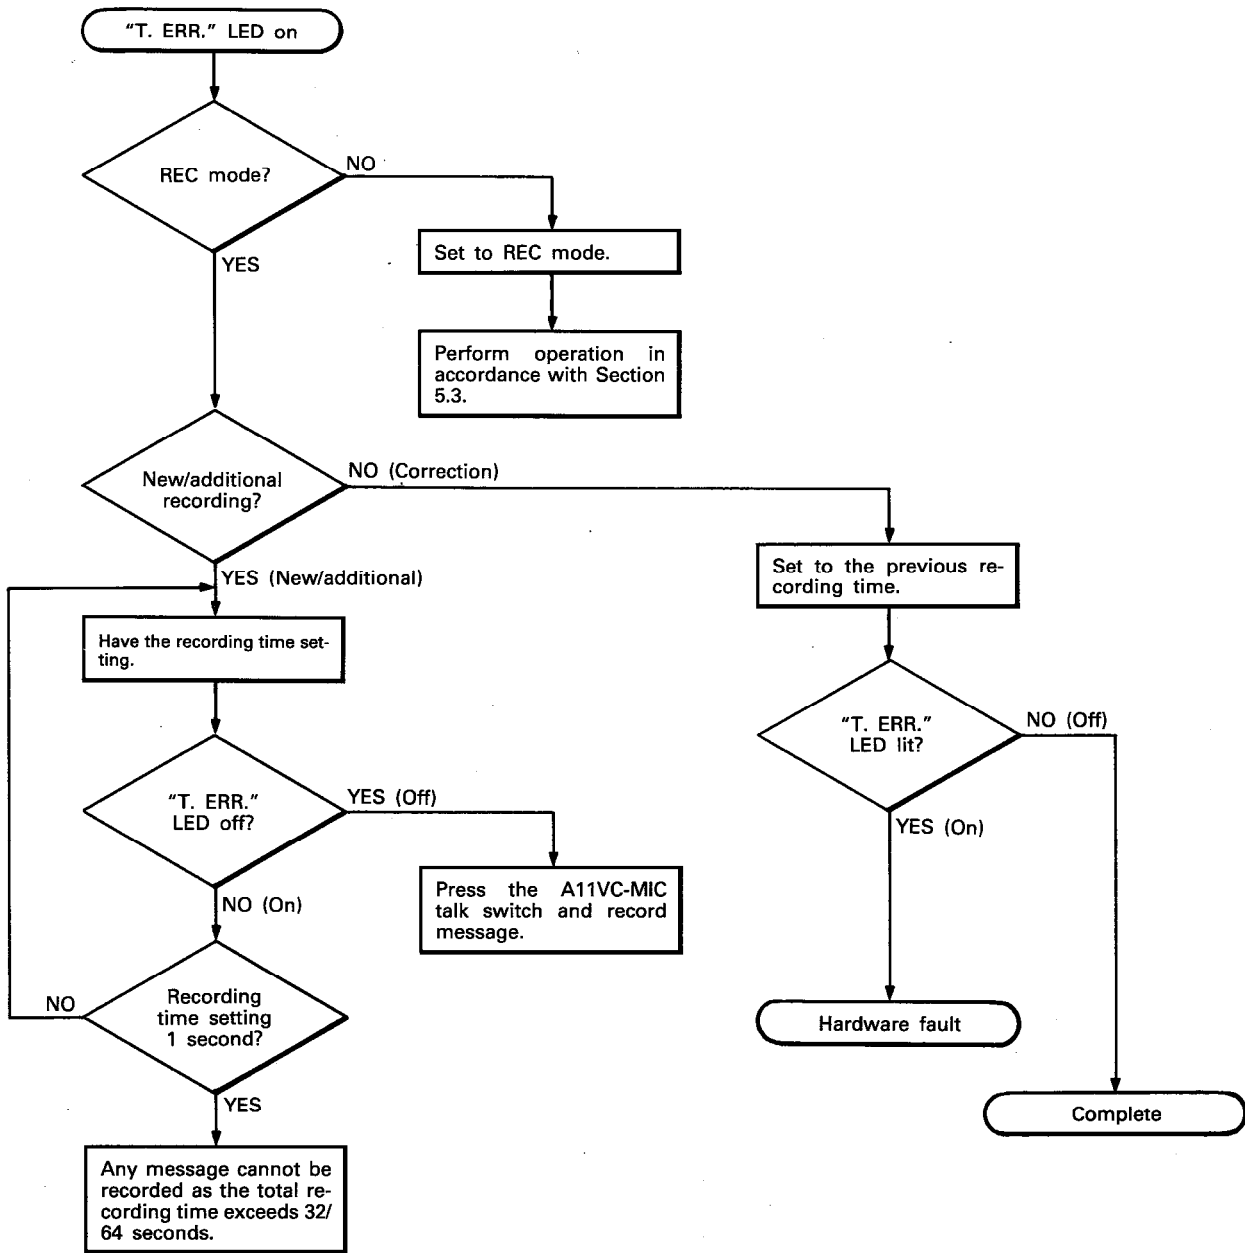 “T. ERR.” LED on
REC mode?
NO
YES
Set to REC mode.
Perform operation in
accordance with Section
5.3.
New/additional
recording?
NO (Correction)
YES (New/additional)
Set to the previous re-
cording time.
Have the recording time set-
ting.
“T. ERR.”
LED lit?
NO (Off)
YES (On)
“T. ERR.”
LED off?
YES (Off)
NO (On)
Press the A11VC-MIC
talk switch and record
message.
Recording
time setting
1 second?
NO
YES
Hardware fault
Complete
Any message cannot be
recorded as the total re-
cording time exceeds 32/
64 seconds.